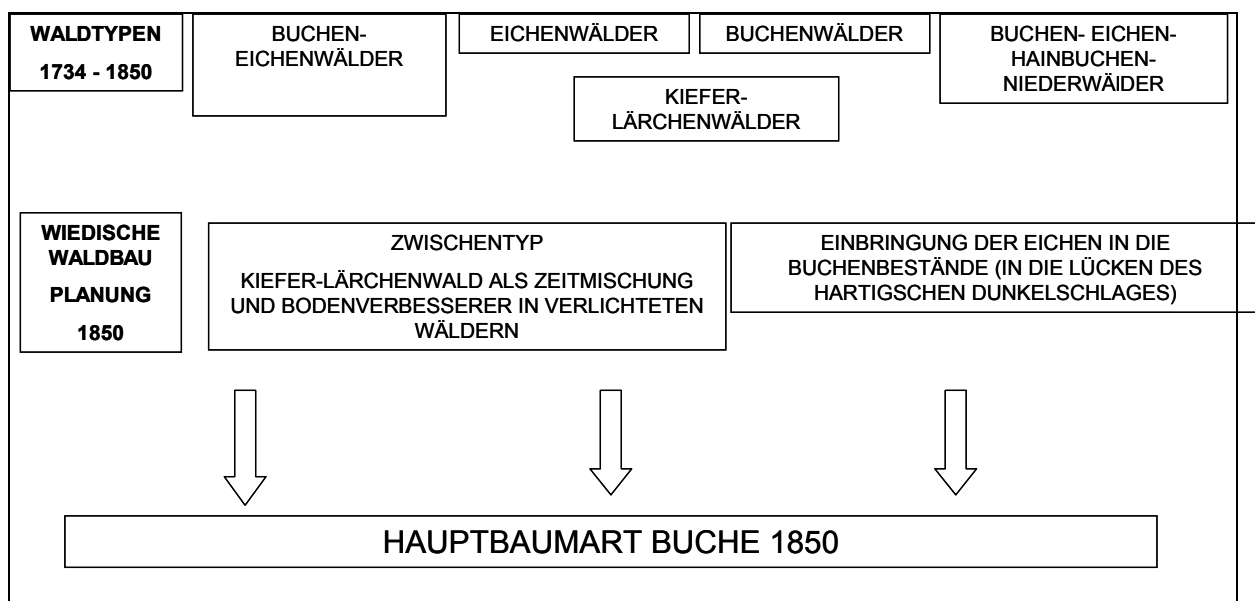 WALDTYPEN
1734 - 1850
BUCHEN-
EICHENWÄLDER
EICHENWÄLDER
BUCHENWÄLDER
BUCHEN- EICHEN-
HAINBUCHEN-
NIEDERWÄIDER
KIEFER-
LÄRCHENWÄLDER
WIEDISCHE
WALDBAU
PLANUNG
1850
ZWISCHENTYP
KIEFER-LÄRCHENWALD ALS ZEITMISCHUNG
UND BODENVERBESSERER IN VERLICHTETEN
WÄLDERN
EINBRINGUNG DER EICHEN IN DIE
BUCHENBESTÄNDE (IN DIE LÜCKEN DES
HARTIGSCHEN DUNKELSCHLAGES)
HAUPTBAUMART BUCHE 1850